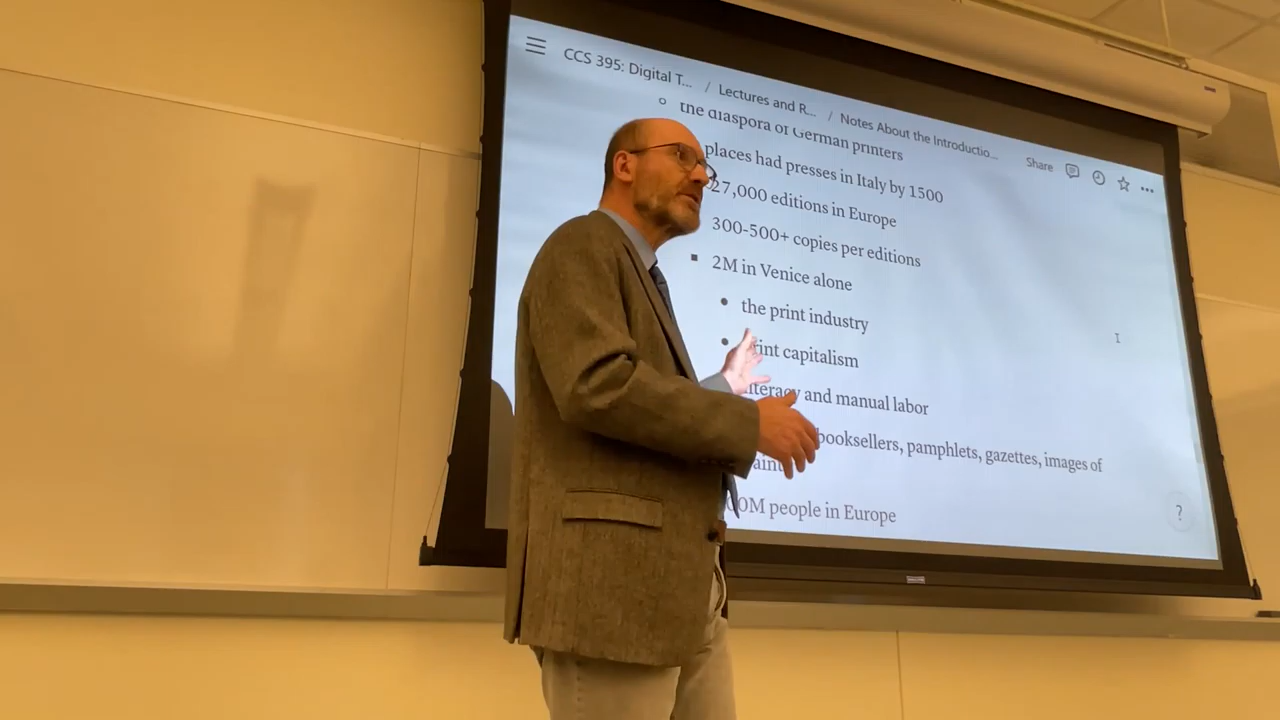 CCS 395: Digital T... / Lectures and R... / Notes About the Introductio...
Share
the diaspora of German printers
places had presses in Italy by 1500
27,000 editions in Europe
300-500+ copies per editions
2M in Venice alone
the print industry
print capitalism
literacy and manual labor
booksellers, pamphlets, gazettes, images of
00M people in Europe
?